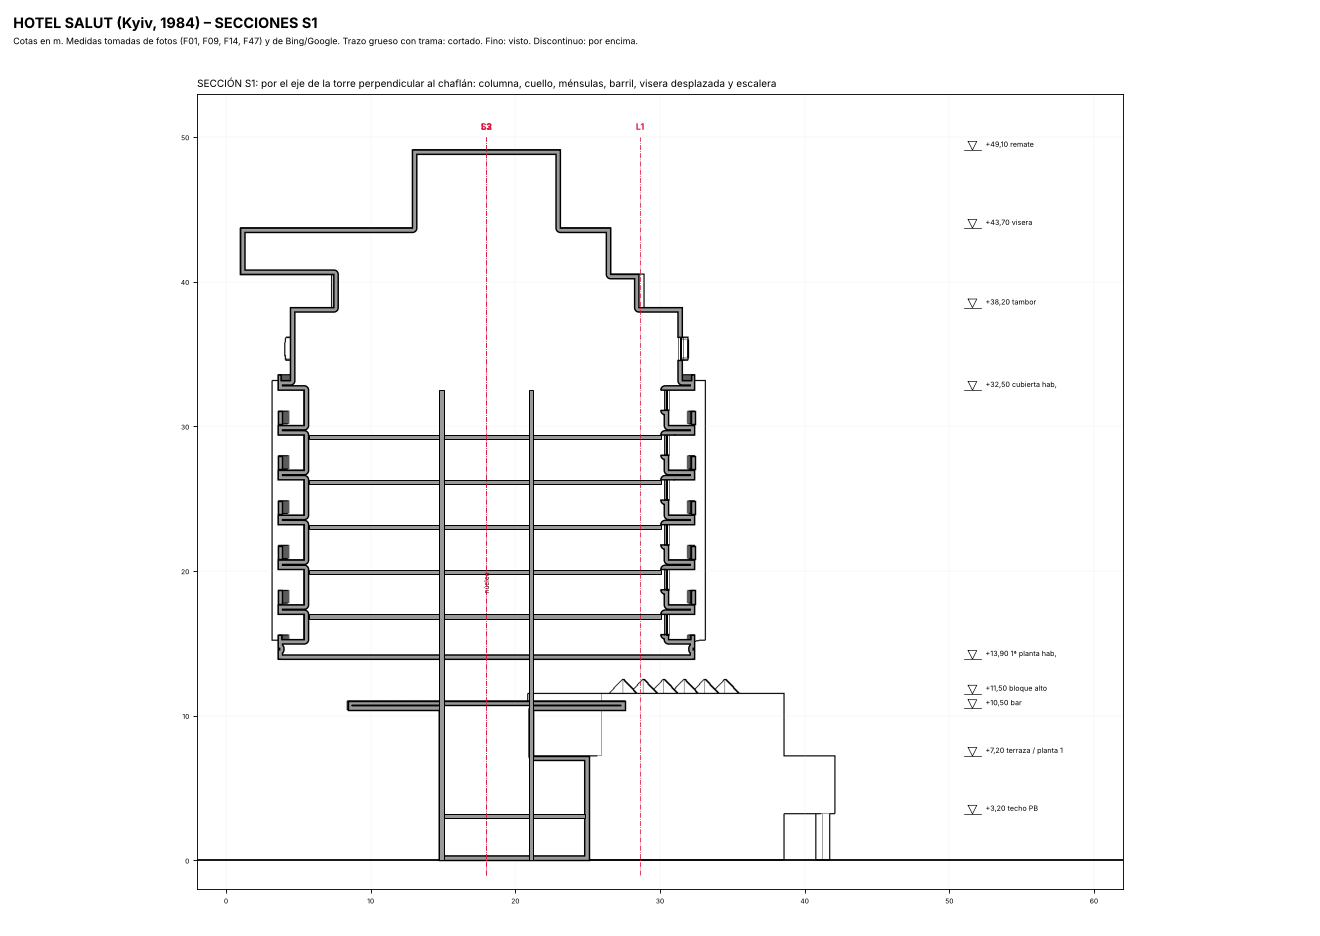 HOTEL SALUT (Kyiv, 1984) – SECCIONES S1
Cotas en m. Medidas tomadas de fotos (F01, F09, F14, F47) y de Bing/Google. Trazo grueso con trama: cortado. Fino: visto. Discontinuo: por encima.
SECCIÓN S1: por el eje de la torre perpendicular al chaflán: columna, cuello, ménsulas, barril, visera desplazada y escalera
L1
50
+49,10 remate
+43,70 visera
40
+38,20 tambor
+32,50 cubierta hab,
30
20
núcleo
+13,90 1ª planta hab,
+11,50 bloque alto
+10,50 bar
10
+7,20 terraza / planta 1
+3,20 techo PB
0
0 10 20 30 40 50 60